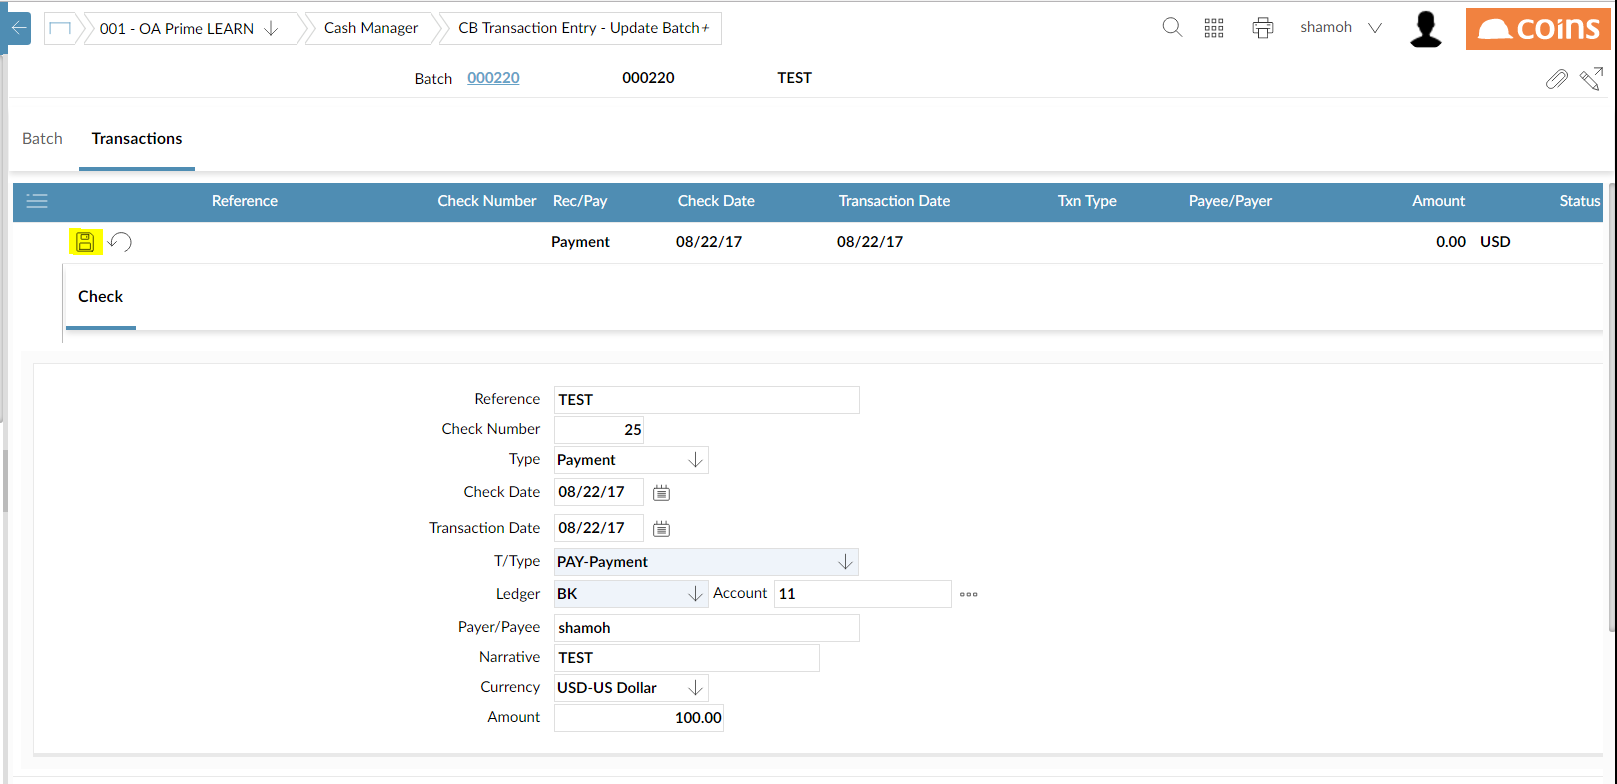 001 - OA Prime LEARN Cash Manager CB Transaction Entry - Update Batch+ shamoh coins
Batch 000220 000220 TEST
Batch Transactions
Reference Check Number Rec/Pay Check Date Transaction Date Txn Type Payee/Payer Amount Status
Payment 08/22/17 08/22/17 0.00 USD
Check
Reference TEST
Check Number 25
Type Payment
Check Date 08/22/17
Transaction Date 08/22/17
T/Type PAY-Payment
Ledger BK Account 11
Payer/Payee shamoh
Narrative TEST
Currency USD-US Dollar
Amount 100.00